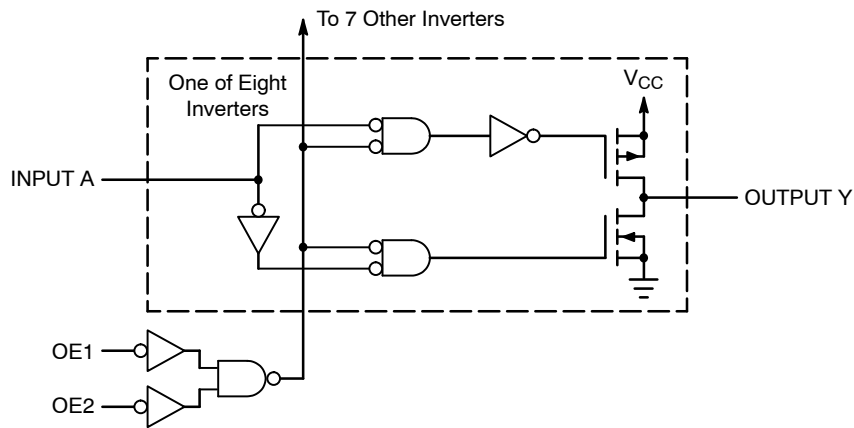 To 7 Other Inverters
One of Eight
Inverters
VCC
INPUT A
OUTPUT Y
OE1
OE2